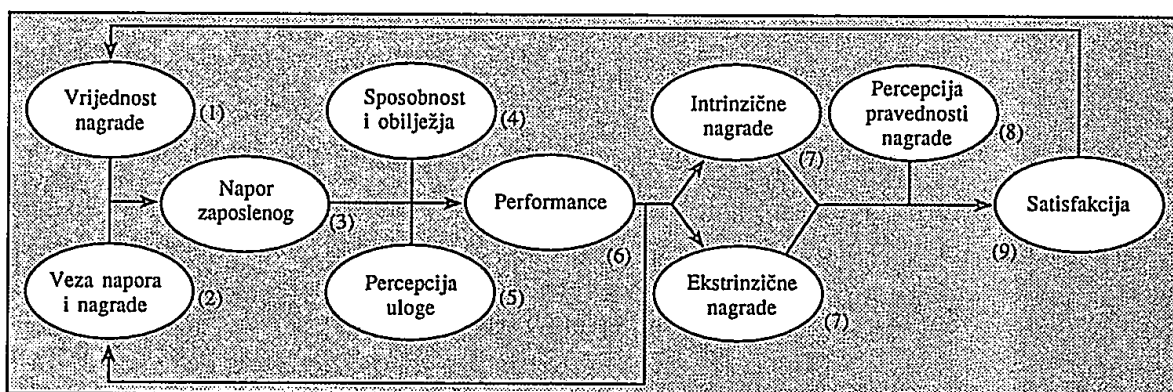 Vrijednost
nagrade
(1)
Veza napora
i nagrade
(2)
Napor
zaposlenog
(3)
Sposobnost
i obilježja
(4)
Percepcija
uloge
(5)
Performance
(6)
Intrinzične
nagrade
(7)
Ekstrinzične
nagrade
(7)
Percepcija
pravednosti
nagrade
(8)
Satisfakcija
(9)